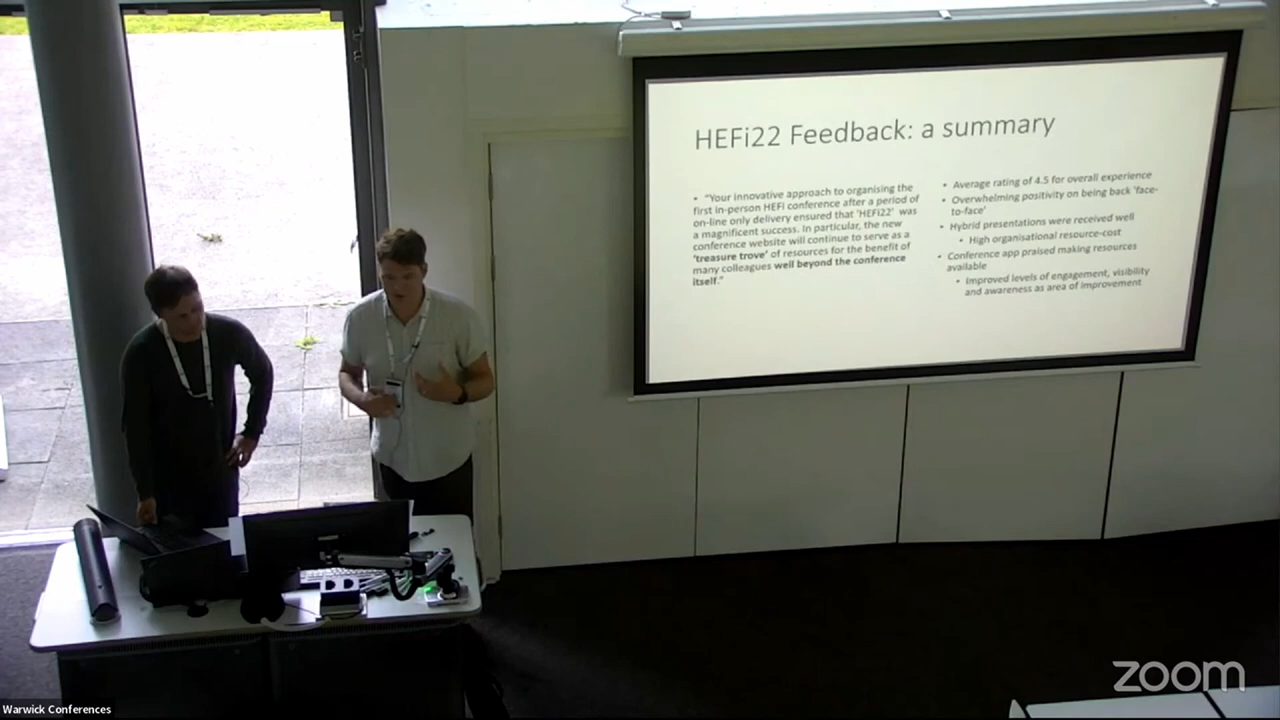 HEFi22 Feedback: a summary
• "Your innovative approach to organising the
first in-person HEFi conference after a period of
on-line only delivery ensured that 'HEFi22' was
a magnificent success. In particular, the new
conference website will continue to serve as a
'treasure trove' of resources for the benefit of
many colleagues well beyond the conference
itself."
• Average rating of 4.5 for overall experience
• Overwhelming positivity on being back 'face-
to-face'
• Hybrid presentations were received well
• High organisational resource-cost
• Conference app praised making resources
available
• Improved levels of engagement, visibility
and awareness as area of improvement
zoom
Warwick Conferences